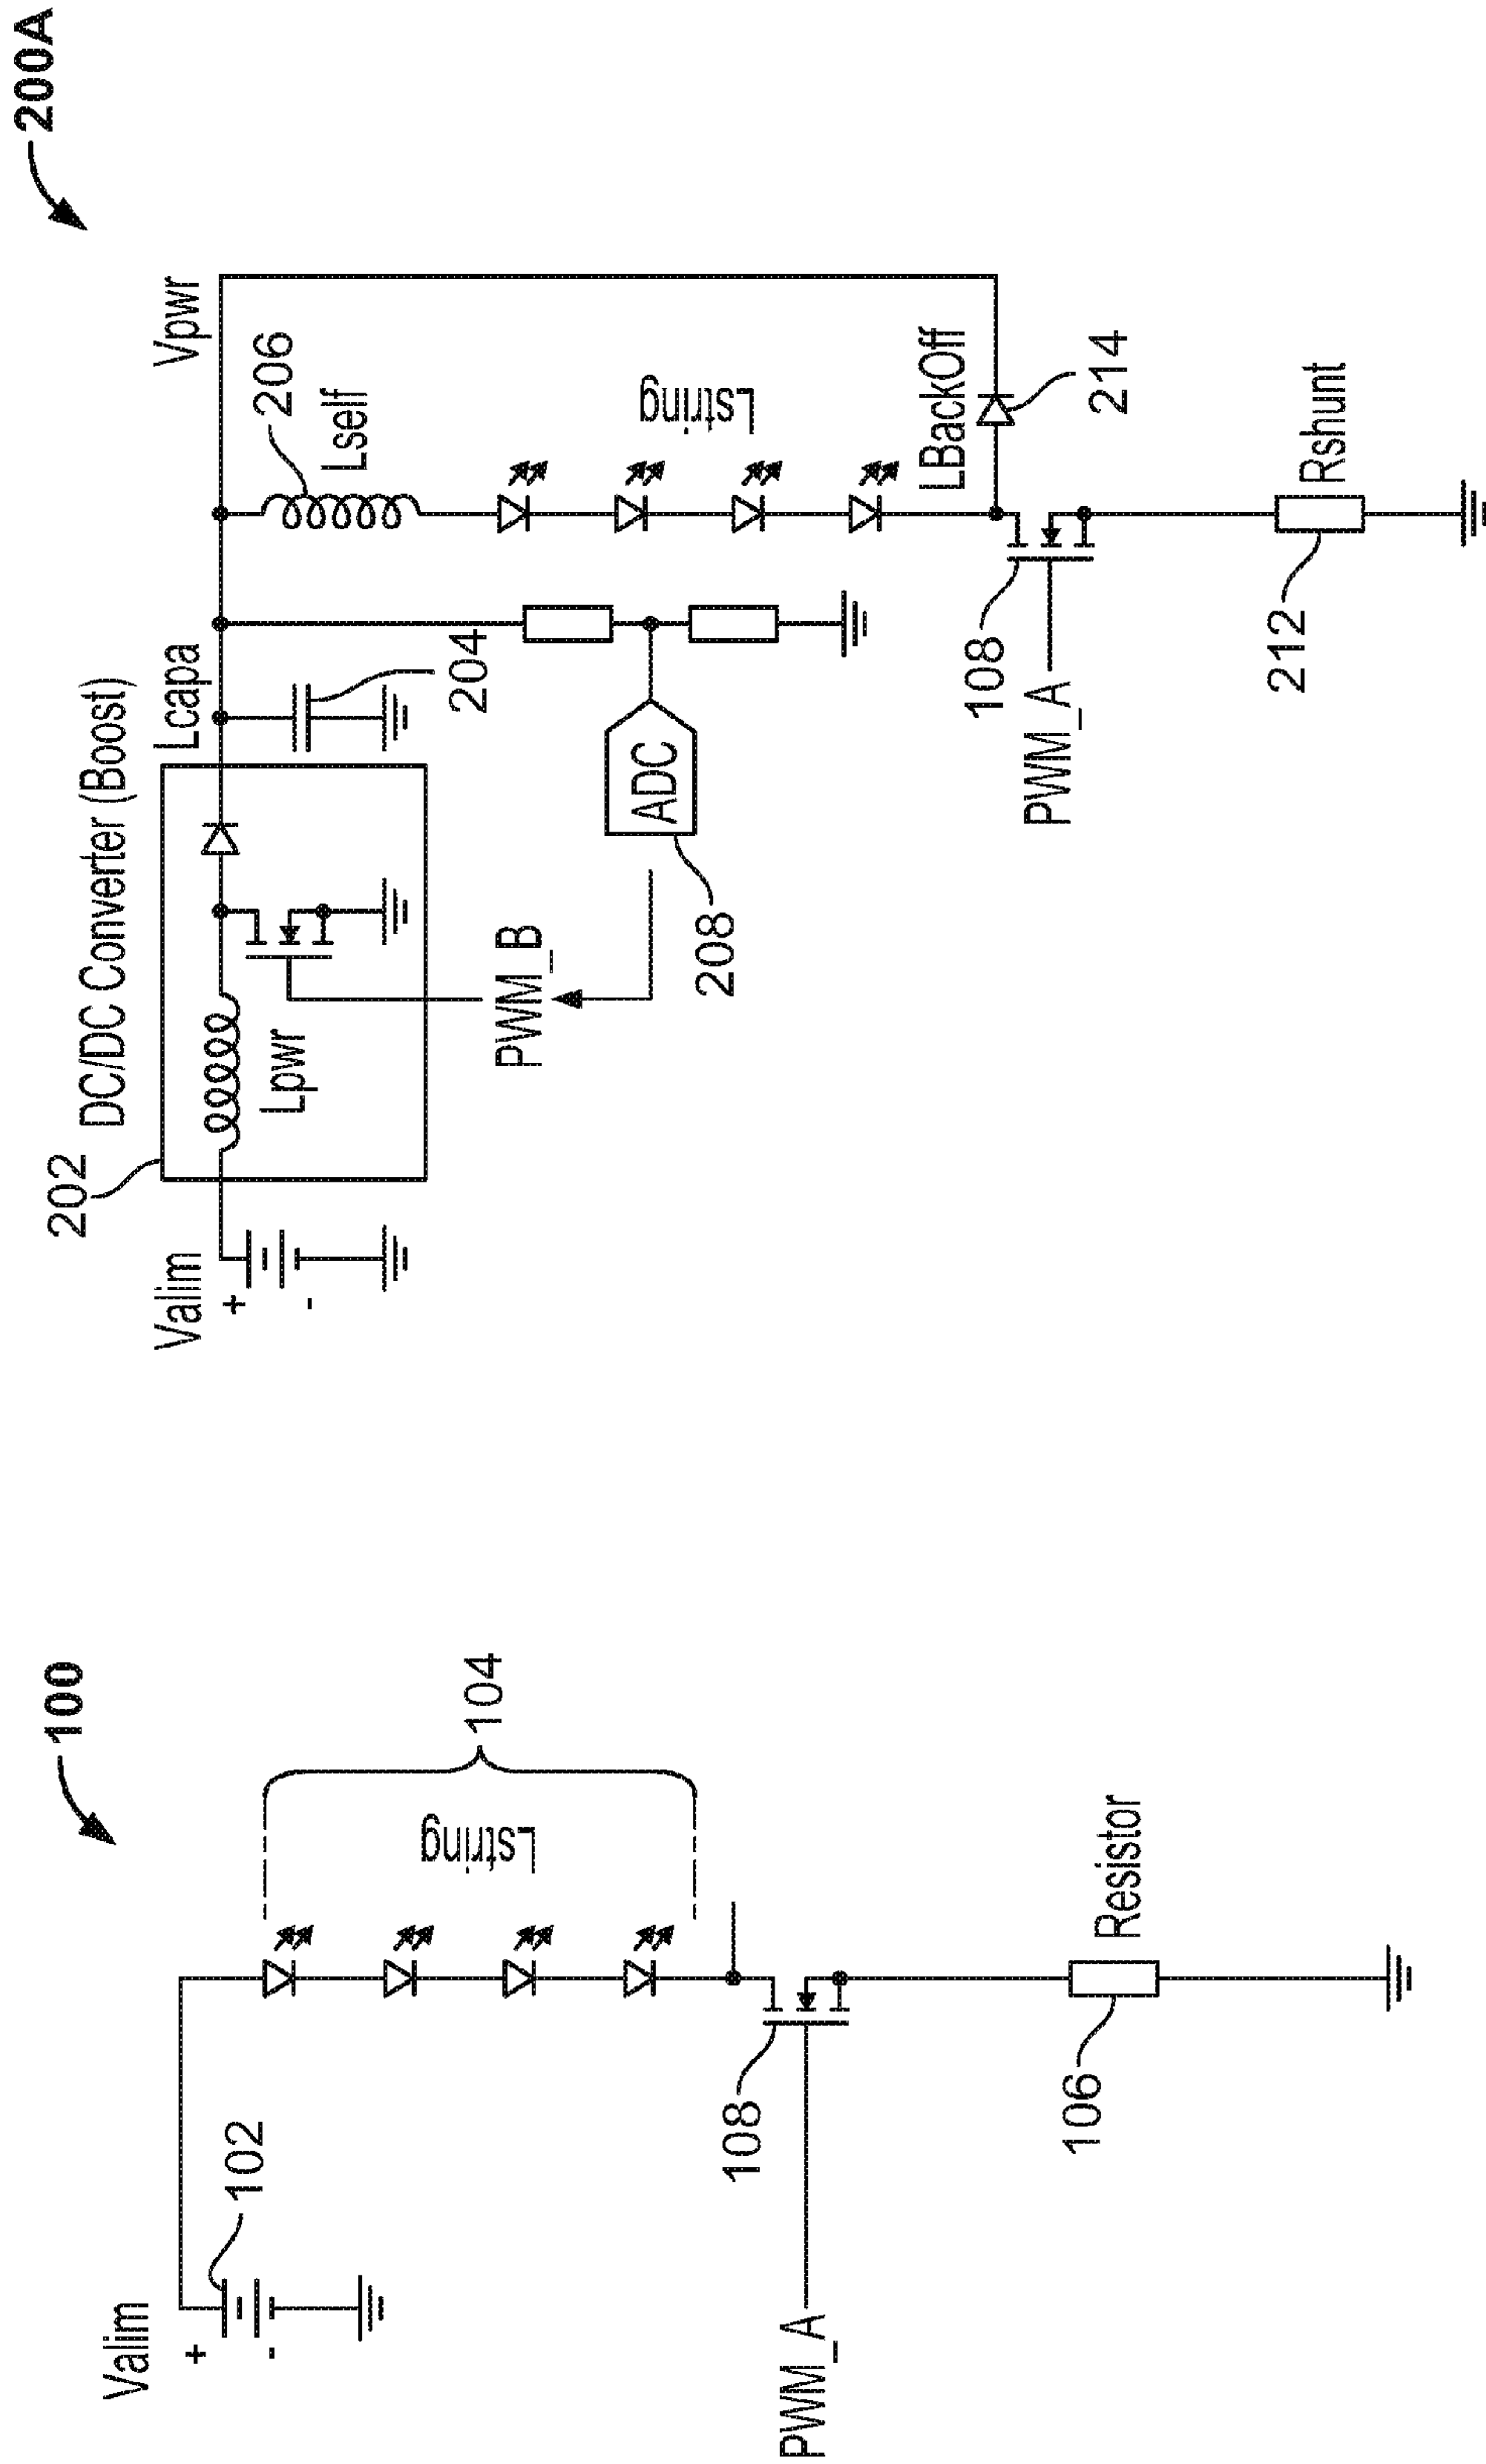 100
Valim
+
-
102
Lstring
104
108
PWM_A
106
Resistor
200A
202
DC/DC Converter (Boost)
Valim
+
-
Lpwr
Lcapa
204
Vpwr
206
Lself
Lstring
PWM_B
ADC
208
LBackOff
214
108
PWM_A
212
Rshunt